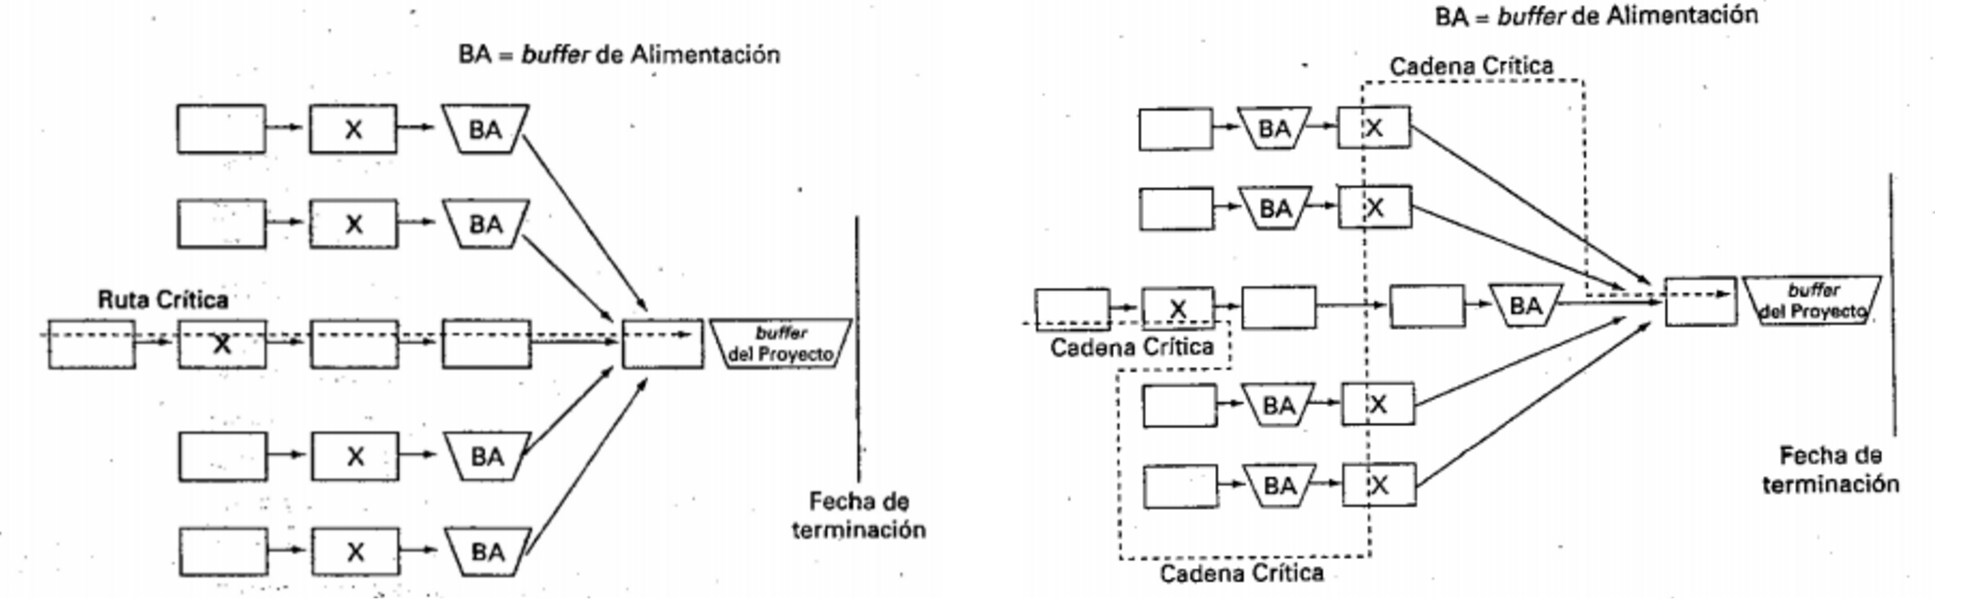 BA = buffer de Alimentación
X
BA
X
BA
Ruta Crítica
X
buffer
del Proyecto
X
BA
X
BA
Fecha de
terminación
BA = buffer de Alimentación
Cadena Crítica
BA
X
BA
X
X
BA
buffer
del Proyecto
Cadena Crítica
BA
X
BA
X
Cadena Crítica
Fecha de
terminación